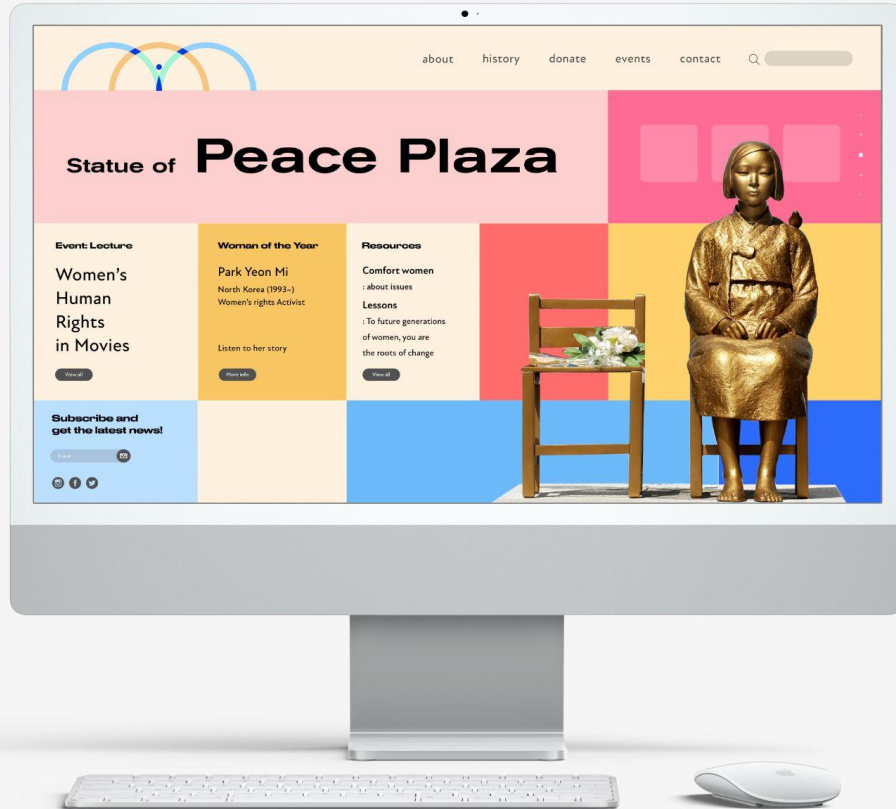 about history donate events contact
Statue of Peace Plaza
Event: Lecture
Women's
Human
Rights
in Movies
View all
Woman of the Year
Park Yeon Mi
North Korea (1993–)
Women's rights Activist
Listen to her story
More info
Resources
Comfort women
: about issues
Lessons
: To future generations
of women, you are
the roots of change
View all
Subscribe and
get the latest news!